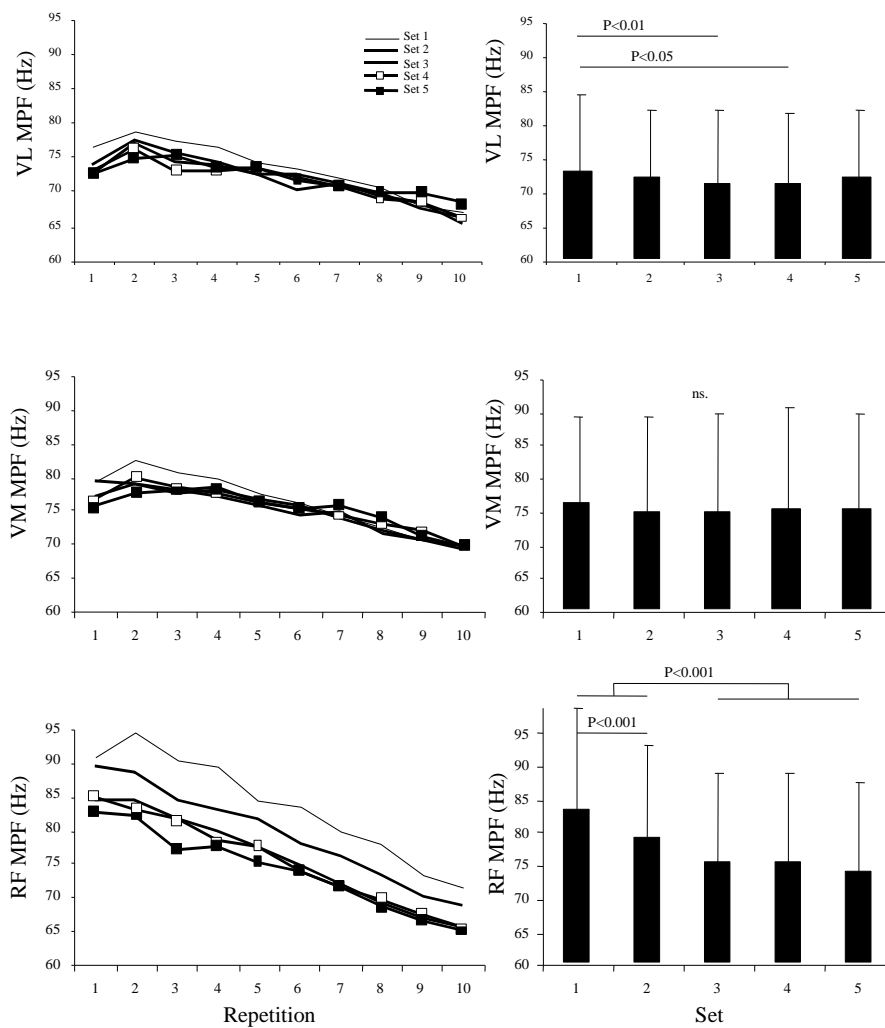 VL MPF (Hz)
95
90
85
80
75
70
65
60
1 2 3 4 5 6 7 8 9 10
Set 1
Set 2
Set 3
Set 4
Set 5
VL MPF (Hz)
95
90
85
80
75
70
65
60
1 2 3 4 5
P<0.01
P<0.05
VM MPF (Hz)
95
90
85
80
75
70
65
60
1 2 3 4 5 6 7 8 9 10
VM MPF (Hz)
95
90
85
80
75
70
65
60
1 2 3 4 5
ns.
RF MPF (Hz)
95
90
85
80
75
70
65
60
1 2 3 4 5 6 7 8 9 10
Repetition
RF MPF (Hz)
95
90
85
80
75
70
65
60
1 2 3 4 5
P<0.001
P<0.001
Set